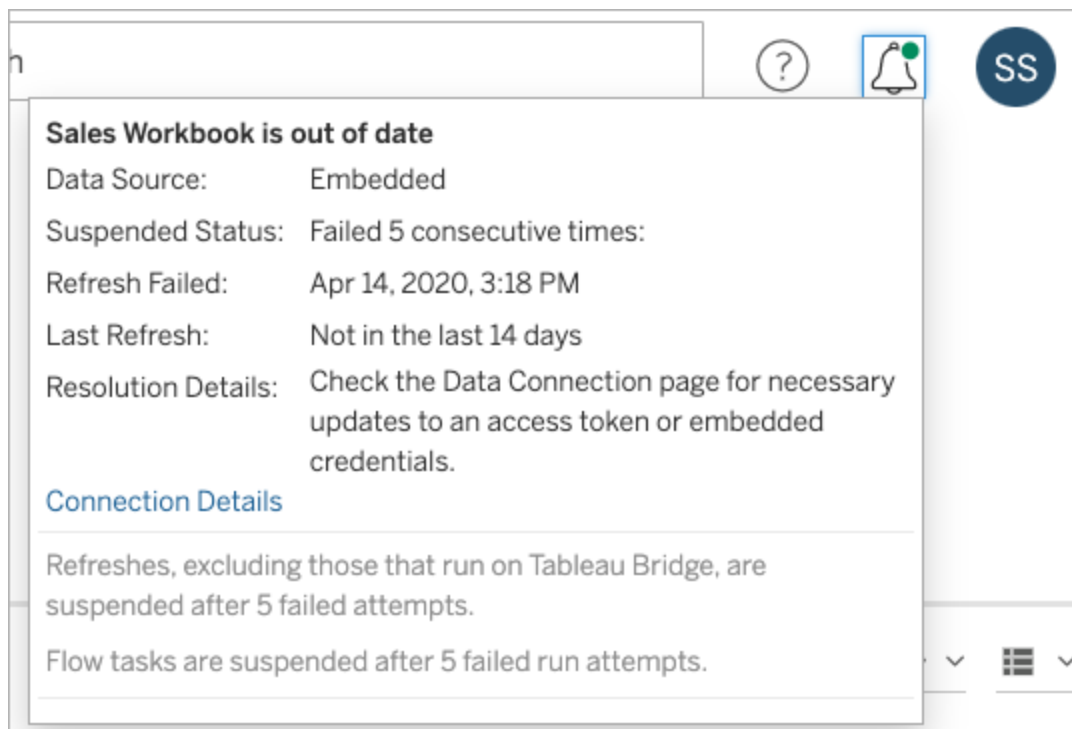 h
?
SS
Sales Workbook is out of date
Data Source: Embedded
Suspended Status: Failed 5 consecutive times:
Refresh Failed: Apr 14, 2020, 3:18 PM
Last Refresh: Not in the last 14 days
Resolution Details: Check the Data Connection page for necessary
updates to an access token or embedded
credentials.
Connection Details
Refreshes, excluding those that run on Tableau Bridge, are
suspended after 5 failed attempts.
Flow tasks are suspended after 5 failed run attempts.